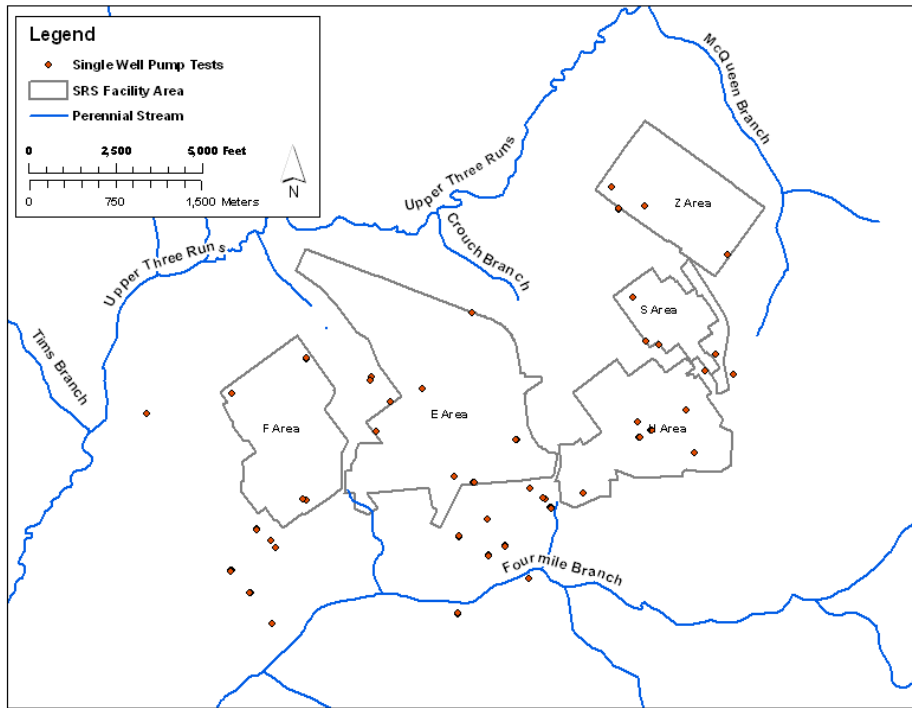 Legend
Single Well Pump Tests
SRS Facility Area
Perennial Stream
0 2,500 5,000 Feet
N
0 750 1,500 Meters
McQueen Branch
Upper Three Runs
Z Area
Crouch Branch
Upper Three Runs
S Area
Tims Branch
E Area
F Area
H Area
Fourmile Branch